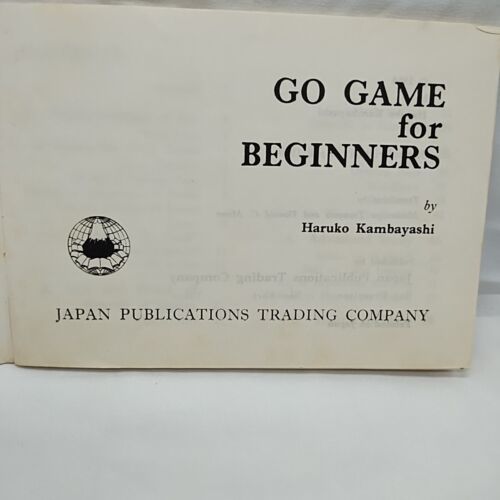 GO GAME
for
BEGINNERS
by
Haruko Kambayashi
JAPAN PUBLICATIONS TRADING COMPANY